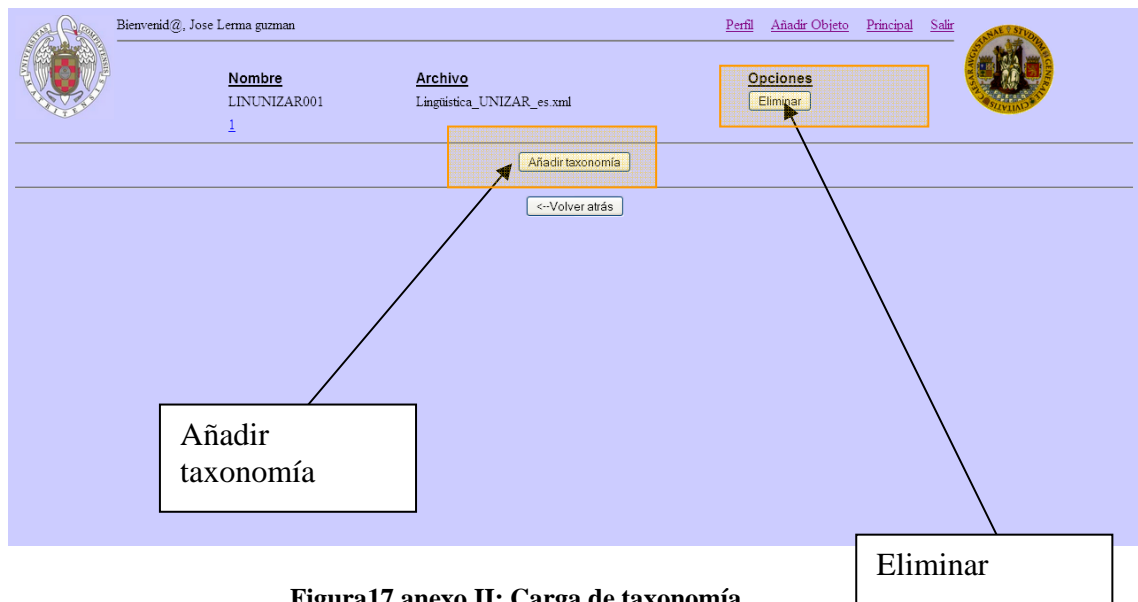 Bienvenid@, Jose Lerma guzman Perfil Añadir Objeto Principal Salir
Nombre Archivo Opciones
LINUNIZAR001 Lingüistica_UNIZAR_es.xml Eliminar
1
Añadir taxonomía
<--Volver atrás
Añadir
taxonomía
Eliminar
Figura17 anexo II: Carga de taxonomía